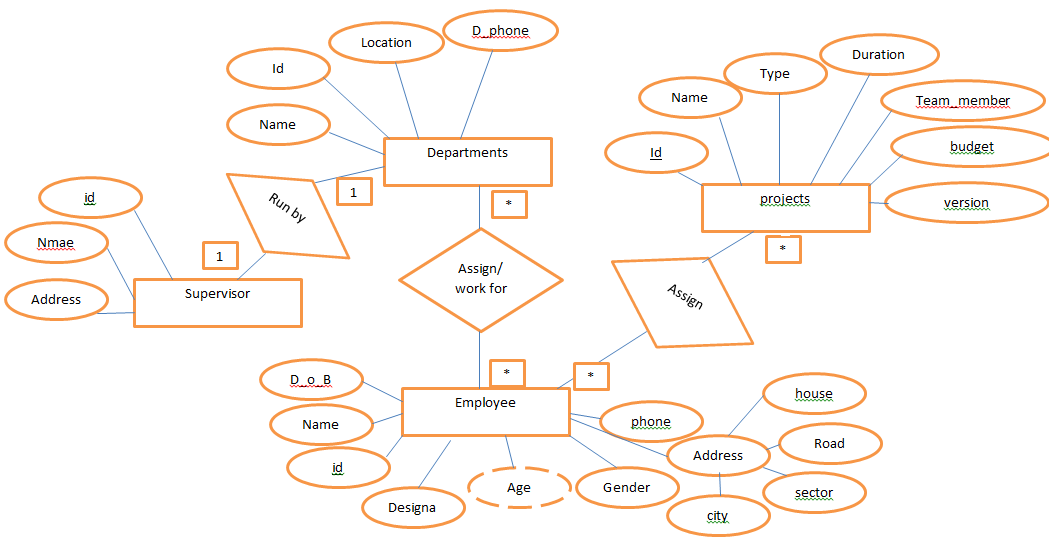 D_phone
Location
Duration
Id
Type
Name
Team_member
Name
budget
Departments
Id
1
id
projects
version
*
Run by
Nmae
*
1
Assign/
work for
Supervisor
Assign
Address
*
*
D_o_B
house
Employee
phone
Name
Road
Address
id
Age
Gender
sector
Designa
city